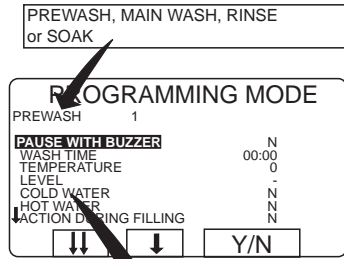 PREWASH, MAIN WASH, RINSE
or SOAK
PROGRAMMING MODE
PREWASH 1
PAUSE WITH BUZZER N
WASH TIME 00:00
TEMPERATURE 0
LEVEL -
COLD WATER N
HOT WATER N
ACTION DURING FILLING N
Y/N